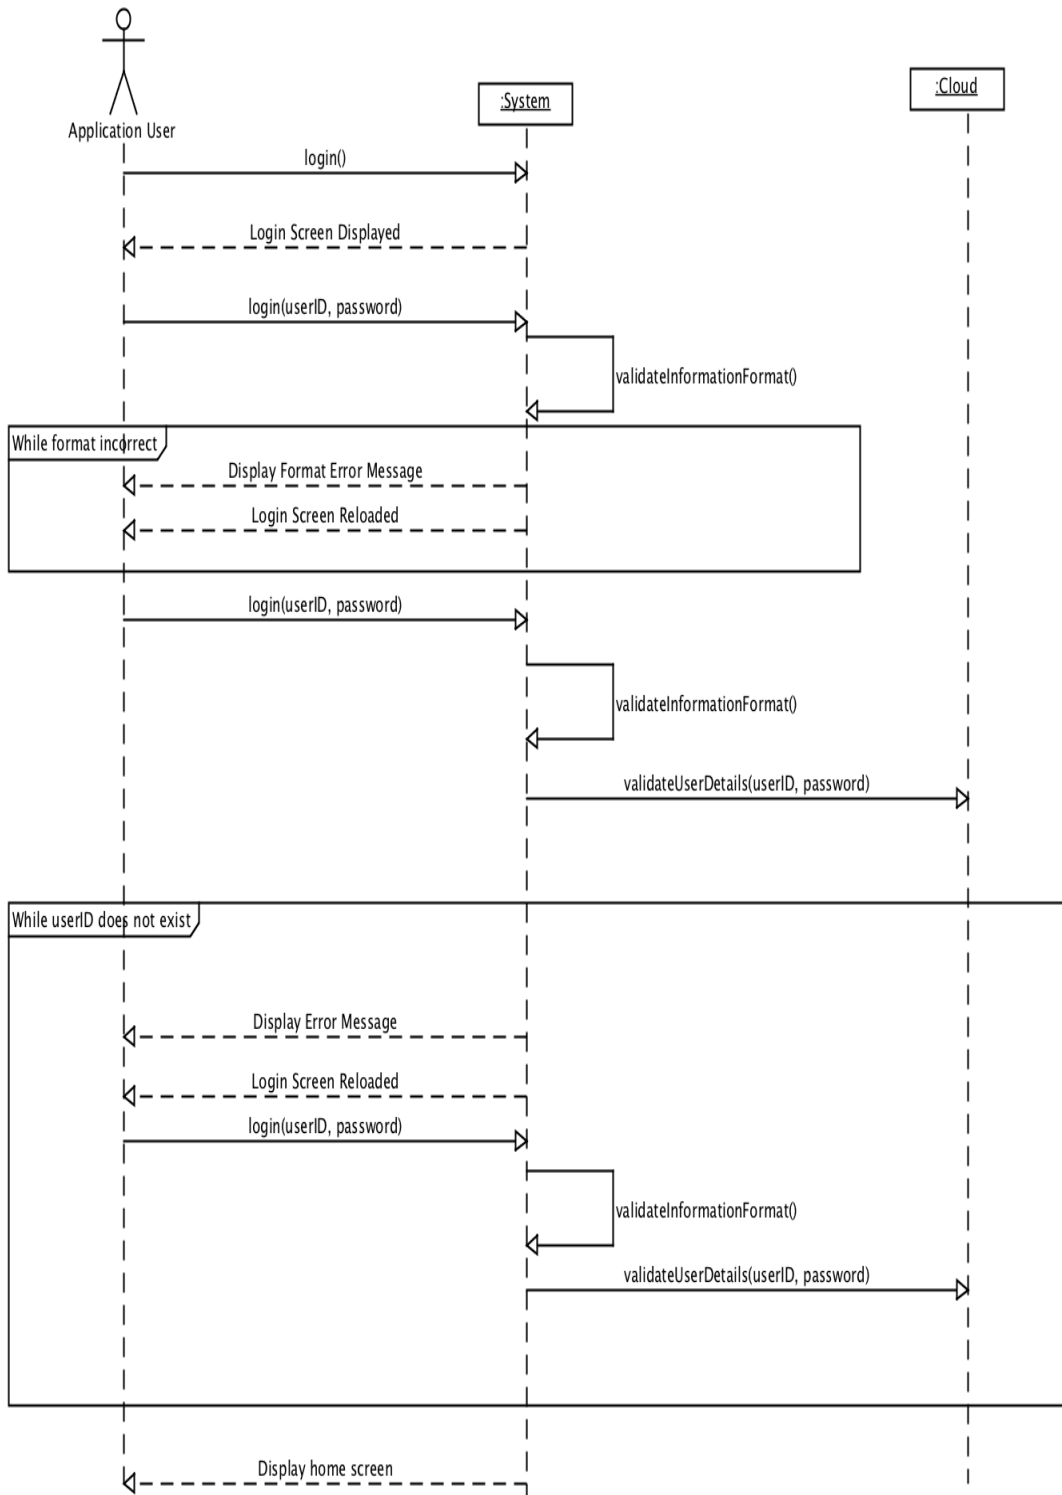 :System
:Cloud
Application User
login()
Login Screen Displayed
login(userID, password)
validateInformationFormat()
While format incorrect
Display Format Error Message
Login Screen Reloaded
login(userID, password)
validateInformationFormat()
validateUserDetails(userID, password)
While userID does not exist
Display Error Message
Login Screen Reloaded
login(userID, password)
validateInformationFormat()
validateUserDetails(userID, password)
Display home screen